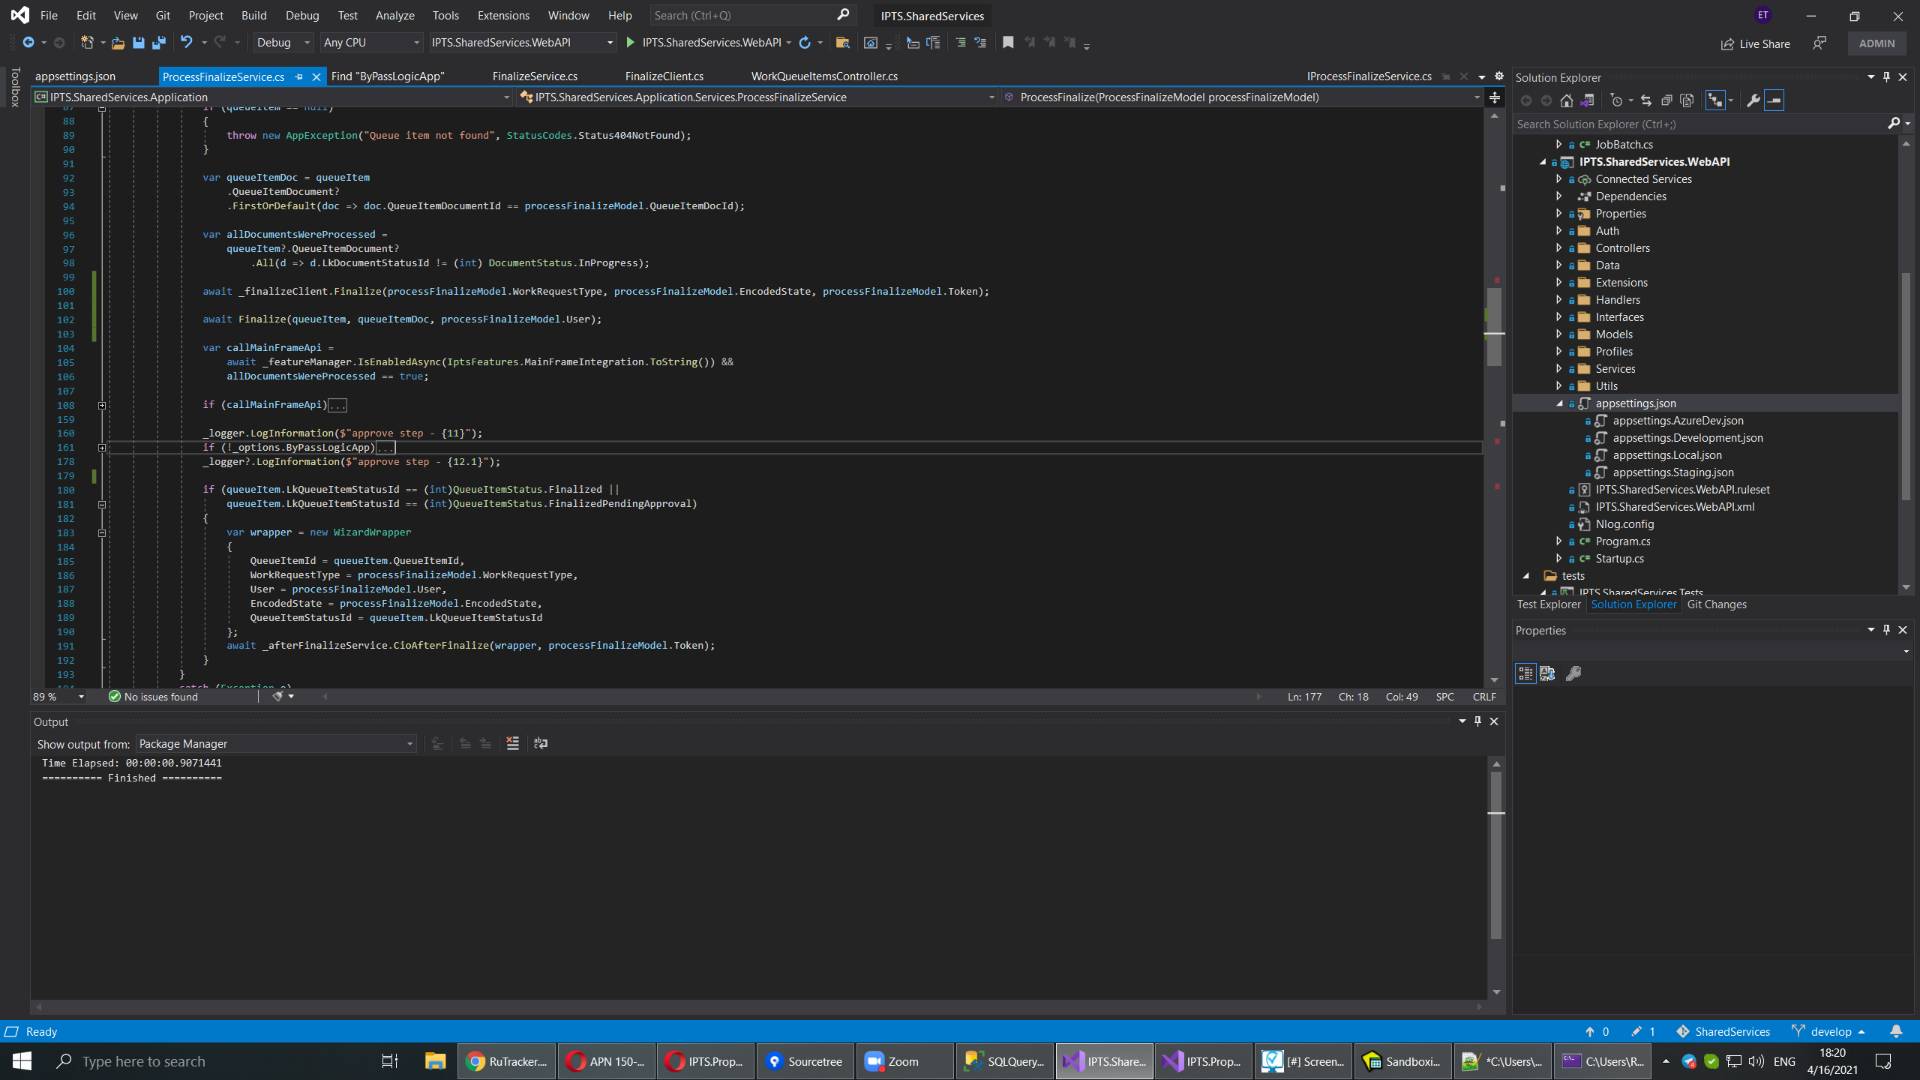 File Edit View Git Project Build Debug Test Analyze Tools Extensions Window Help Search (Ctrl+Q) IPTS.SharedServices ET
Debug Any CPU IPTS.SharedServices.WebAPI IPTS.SharedServices.WebAPI Live Share ADMIN
Toolbox
appsettings.json ProcessFinalizeService.cs Find "ByPassLogicApp" FinalizeService.cs FinalizeClient.cs WorkQueueItemsController.cs IProcessFinalizeService.cs
IPTS.SharedServices.Application IPTS.SharedServices.Application.Services.ProcessFinalizeService ProcessFinalize(ProcessFinalizeModel processFinalizeModel)
87 if (queueItem == null)
88 {
89 throw new AppException("Queue item not found", StatusCodes.Status404NotFound);
90 }
91
92 var queueItemDoc = queueItem
93 .QueueItemDocument?
94 .FirstOrDefault(doc => doc.QueueItemDocumentId == processFinalizeModel.QueueItemDocId);
95
96 var allDocumentsWereProcessed =
97 queueItem?.QueueItemDocument?
98 .All(d => d.LkDocumentStatusId != (int) DocumentStatus.InProgress);
99
100 await _finalizeClient.Finalize(processFinalizeModel.WorkRequestType, processFinalizeModel.EncodedState, processFinalizeModel.Token);
101
102 await Finalize(queueItem, queueItemDoc, processFinalizeModel.User);
103
104 var callMainFrameApi =
105 await _featureManager.IsEnabledAsync(IptsFeatures.MainFrameIntegration.ToString()) &&
106 allDocumentsWereProcessed == true;
107
108 if (callMainFrameApi)...
159
160 _logger.LogInformation($"approve step - {11}");
161 if (!_options.ByPassLogicApp)...
178 _logger?.LogInformation($"approve step - {12.1}");
179
180 if (queueItem.LkQueueItemStatusId == (int)QueueItemStatus.Finalized ||
181 queueItem.LkQueueItemStatusId == (int)QueueItemStatus.FinalizedPendingApproval)
182 {
183 var wrapper = new WizardWrapper
184 {
185 QueueItemId = queueItem.QueueItemId,
186 WorkRequestType = processFinalizeModel.WorkRequestType,
187 User = processFinalizeModel.User,
188 EncodedState = processFinalizeModel.EncodedState,
189 QueueItemStatusId = queueItem.LkQueueItemStatusId
190 };
191 await _afterFinalizeService.CioAfterFinalize(wrapper, processFinalizeModel.Token);
192 }
193 }
194 catch (Exception e)
89 % No issues found Ln: 177 Ch: 18 Col: 49 SPC CRLF
Output
Show output from: Package Manager
Time Elapsed: 00:00:00.9071441
========== Finished ==========
Solution Explorer
Search Solution Explorer (Ctrl+;)
C# JobBatch.cs
IPTS.SharedServices.WebAPI
Connected Services
Dependencies
Properties
Auth
Controllers
Data
Extensions
Handlers
Interfaces
Models
Profiles
Services
Utils
appsettings.json
appsettings.AzureDev.json
appsettings.Development.json
appsettings.Local.json
appsettings.Staging.json
IPTS.SharedServices.WebAPI.ruleset
IPTS.SharedServices.WebAPI.xml
Nlog.config
C# Program.cs
C# Startup.cs
tests
IPTS.SharedServices.Tests
Test Explorer Solution Explorer Git Changes
Properties
Ready 0 1 SharedServices develop
Type here to search RuTracker.... APN 150-... IPTS.Prop... Sourcetree Zoom SQLQuery... IPTS.Share... IPTS.Prop... [#] Screen... Sandboxi... *C:\Users\... C:\Users\R... ENG 18:20
4/16/2021